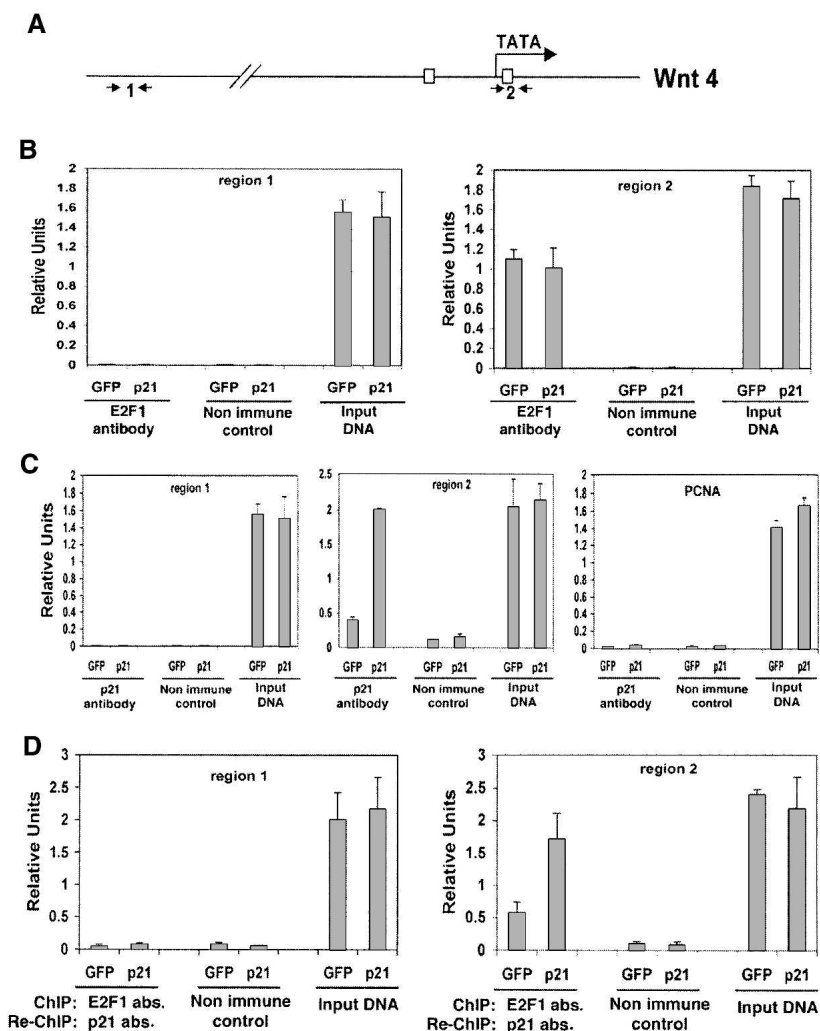 A
TATA
1
2
Wnt 4
B
region 1
Relative Units
2
1.8
1.6
1.4
1.2
1
0.8
0.6
0.4
0.2
0
GFP p21 GFP p21 GFP p21
E2F1 antibody
Non immune control
Input DNA
region 2
Relative Units
2
1.8
1.6
1.4
1.2
1
0.8
0.6
0.4
0.2
0
GFP p21 GFP p21 GFP p21
E2F1 antibody
Non immune control
Input DNA
C
region 1
Relative Units
2
1.8
1.6
1.4
1.2
1
0.8
0.6
0.4
0.2
0
GFP p21 GFP p21 GFP p21
p21 antibody
Non immune control
Input DNA
region 2
2.5
2
1.5
1
0.5
0
GFP p21 GFP p21 GFP p21
p21 antibody
Non immune control
Input DNA
PCNA
2
1.8
1.6
1.4
1.2
1
0.8
0.6
0.4
0.2
0
GFP p21 GFP p21 GFP p21
p21 antibody
Non immune control
Input DNA
D
region 1
Relative Units
3
2.5
2
1.5
1
0.5
0
GFP p21 GFP p21 GFP p21
ChIP: E2F1 abs.
Re-ChIP: p21 abs.
Non immune control
Input DNA
region 2
Relative Units
3
2.5
2
1.5
1
0.5
0
GFP p21 GFP p21 GFP p21
ChIP: E2F1 abs.
Re-ChIP: p21 abs.
Non immune control
Input DNA